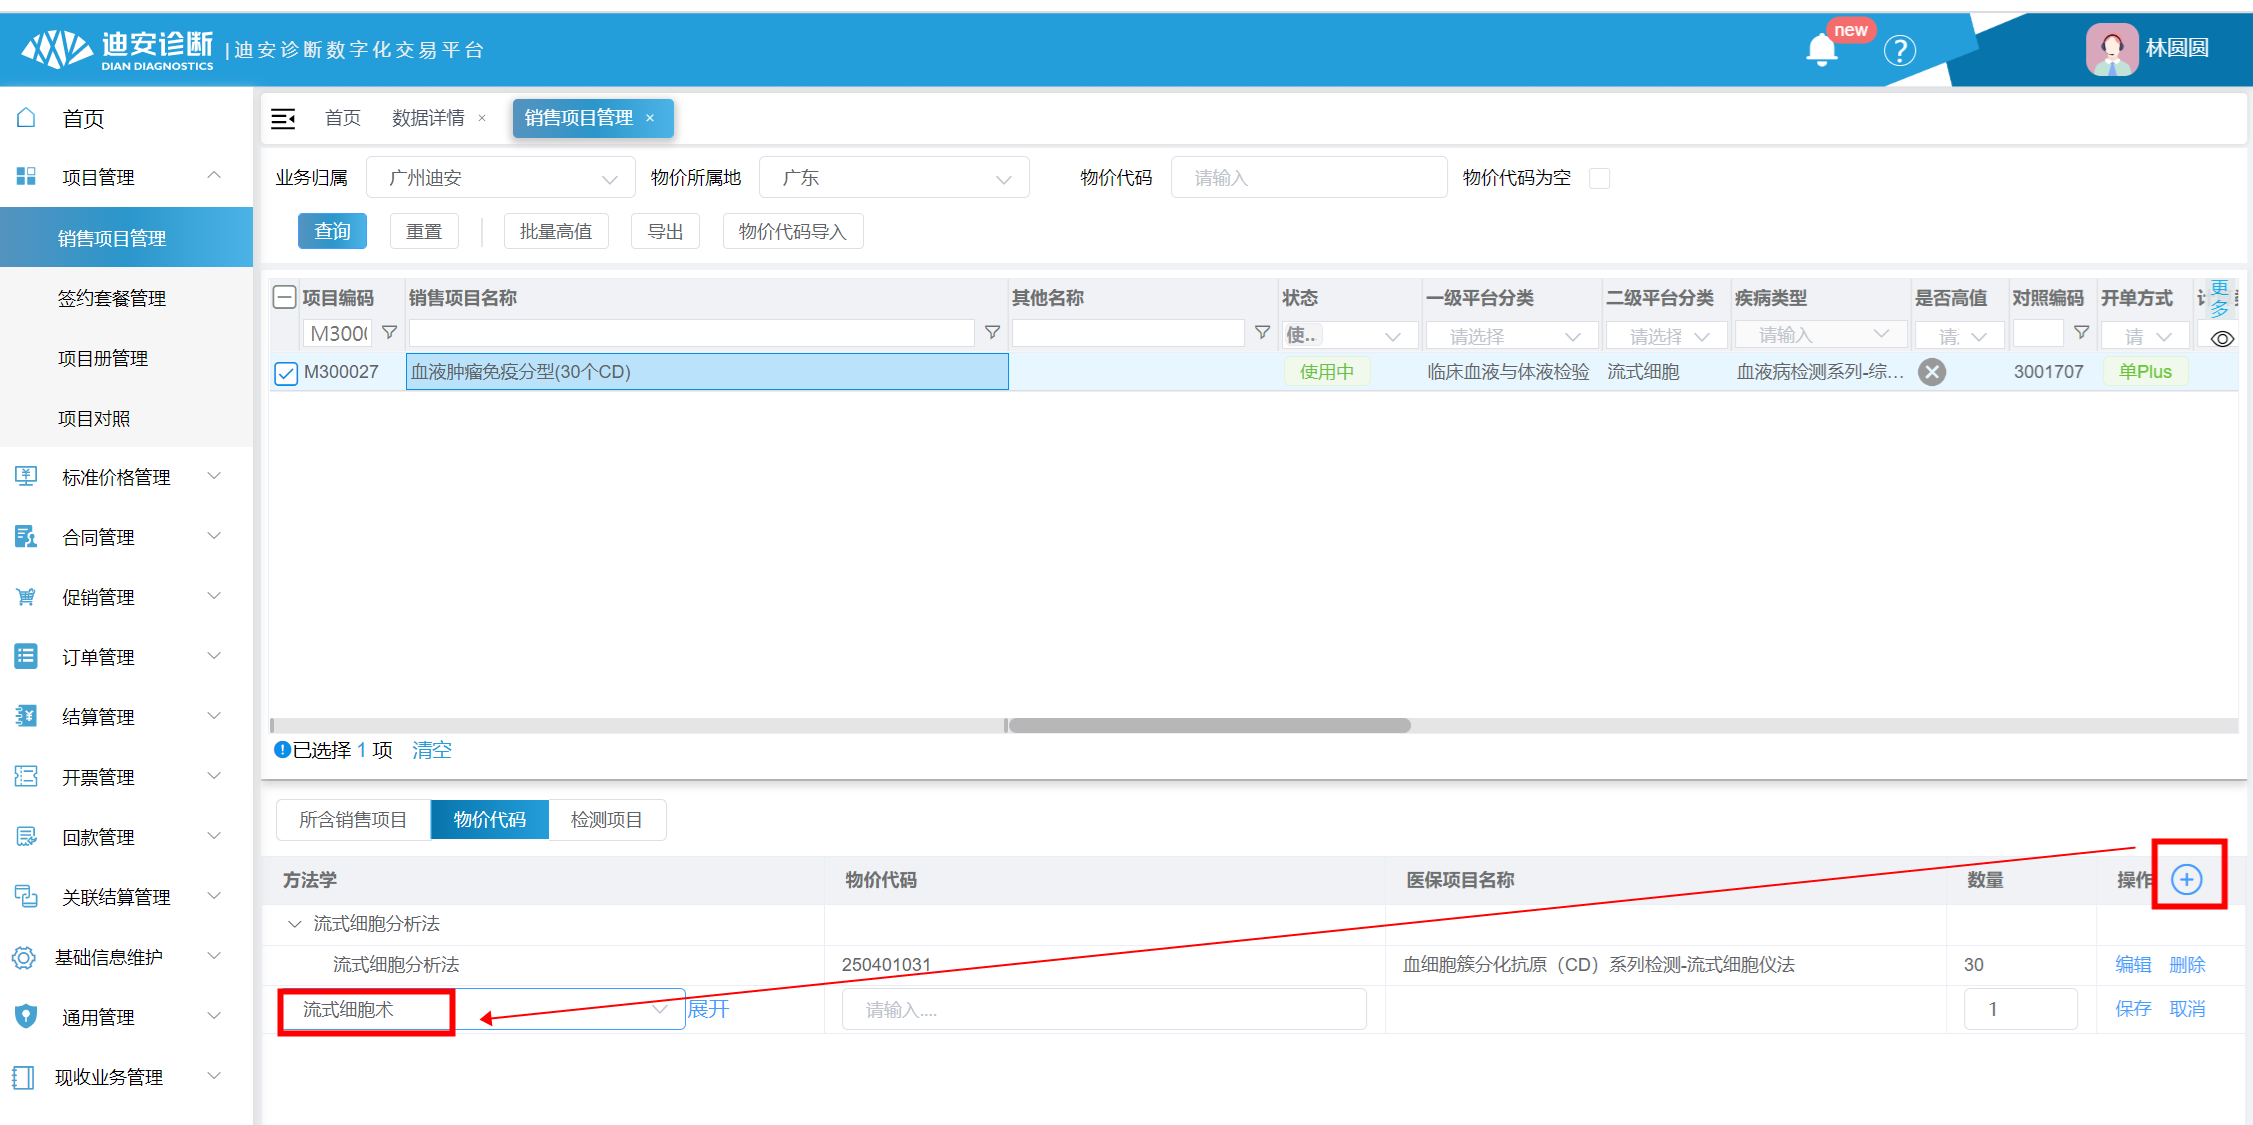 迪安诊断
DIAN DIAGNOSTICS
|迪安诊断数字化交易平台
new
?
林圆圆
首页
项目管理
销售项目管理
签约套餐管理
项目册管理
项目对照
标准价格管理
合同管理
促销管理
订单管理
结算管理
开票管理
回款管理
关联结算管理
基础信息维护
通用管理
现收业务管理
首页 数据详情 × 销售项目管理 ×
业务归属 广州迪安 物价所属地 广东 物价代码 请输入 物价代码为空
查询 重置 批量高值 导出 物价代码导入
项目编码 销售项目名称 其他名称 状态 一级平台分类 二级平台分类 疾病类型 是否高值 对照编码 开单方式 更多
M300 使.. 请选择 请选择 请输入 请. 请
M300027 血液肿瘤免疫分型(30个CD) 使用中 临床血液与体液检验 流式细胞 血液病检测系列-综... 3001707 单Plus
已选择 1 项 清空
所含销售项目 物价代码 检测项目
方法学 物价代码 医保项目名称 数量 操作
流式细胞分析法
流式细胞分析法 250401031 血细胞簇分化抗原（CD）系列检测-流式细胞仪法 30 编辑 删除
流式细胞术 展开 请输入.... 1 保存 取消